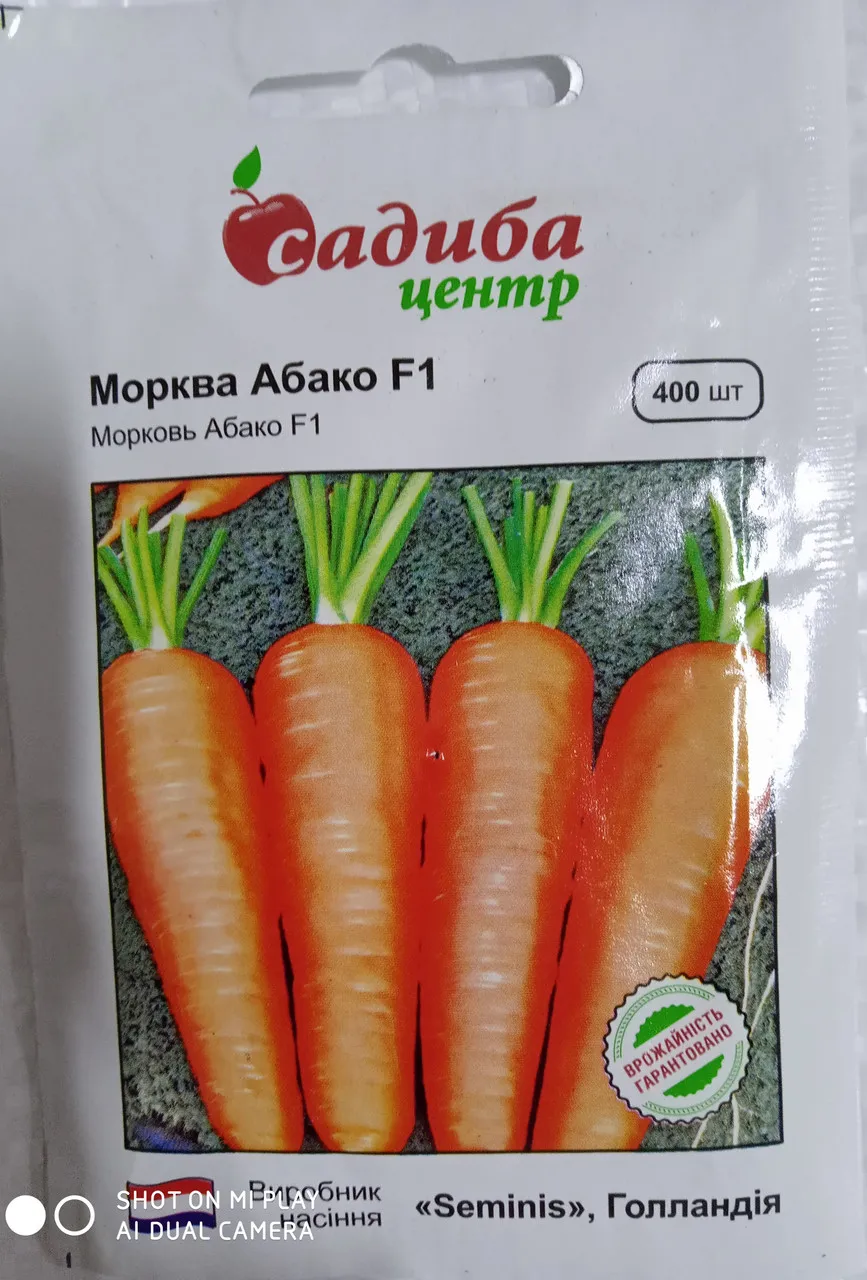 садиба
центр
Морква Абако F1
400 шт
Морковь Абако F1
ВРОЖАЙНІСТЬ
ГАРАНТОВАНО
Виробник
насіння
«Seminis», Голландія
SHOT ON MI PLAY
AI DUAL CAMERA